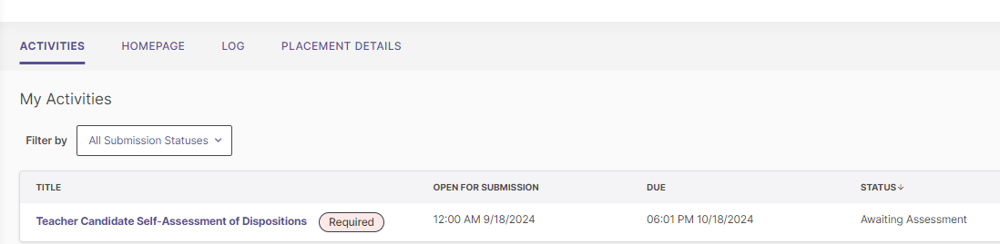 ACTIVITIES HOMEPAGE LOG PLACEMENT DETAILS
My Activities
Filter by All Submission Statuses
TITLE OPEN FOR SUBMISSION DUE STATUS↓
Teacher Candidate Self-Assessment of Dispositions Required 12:00 AM 9/18/2024 06:01 PM 10/18/2024 Awaiting Assessment